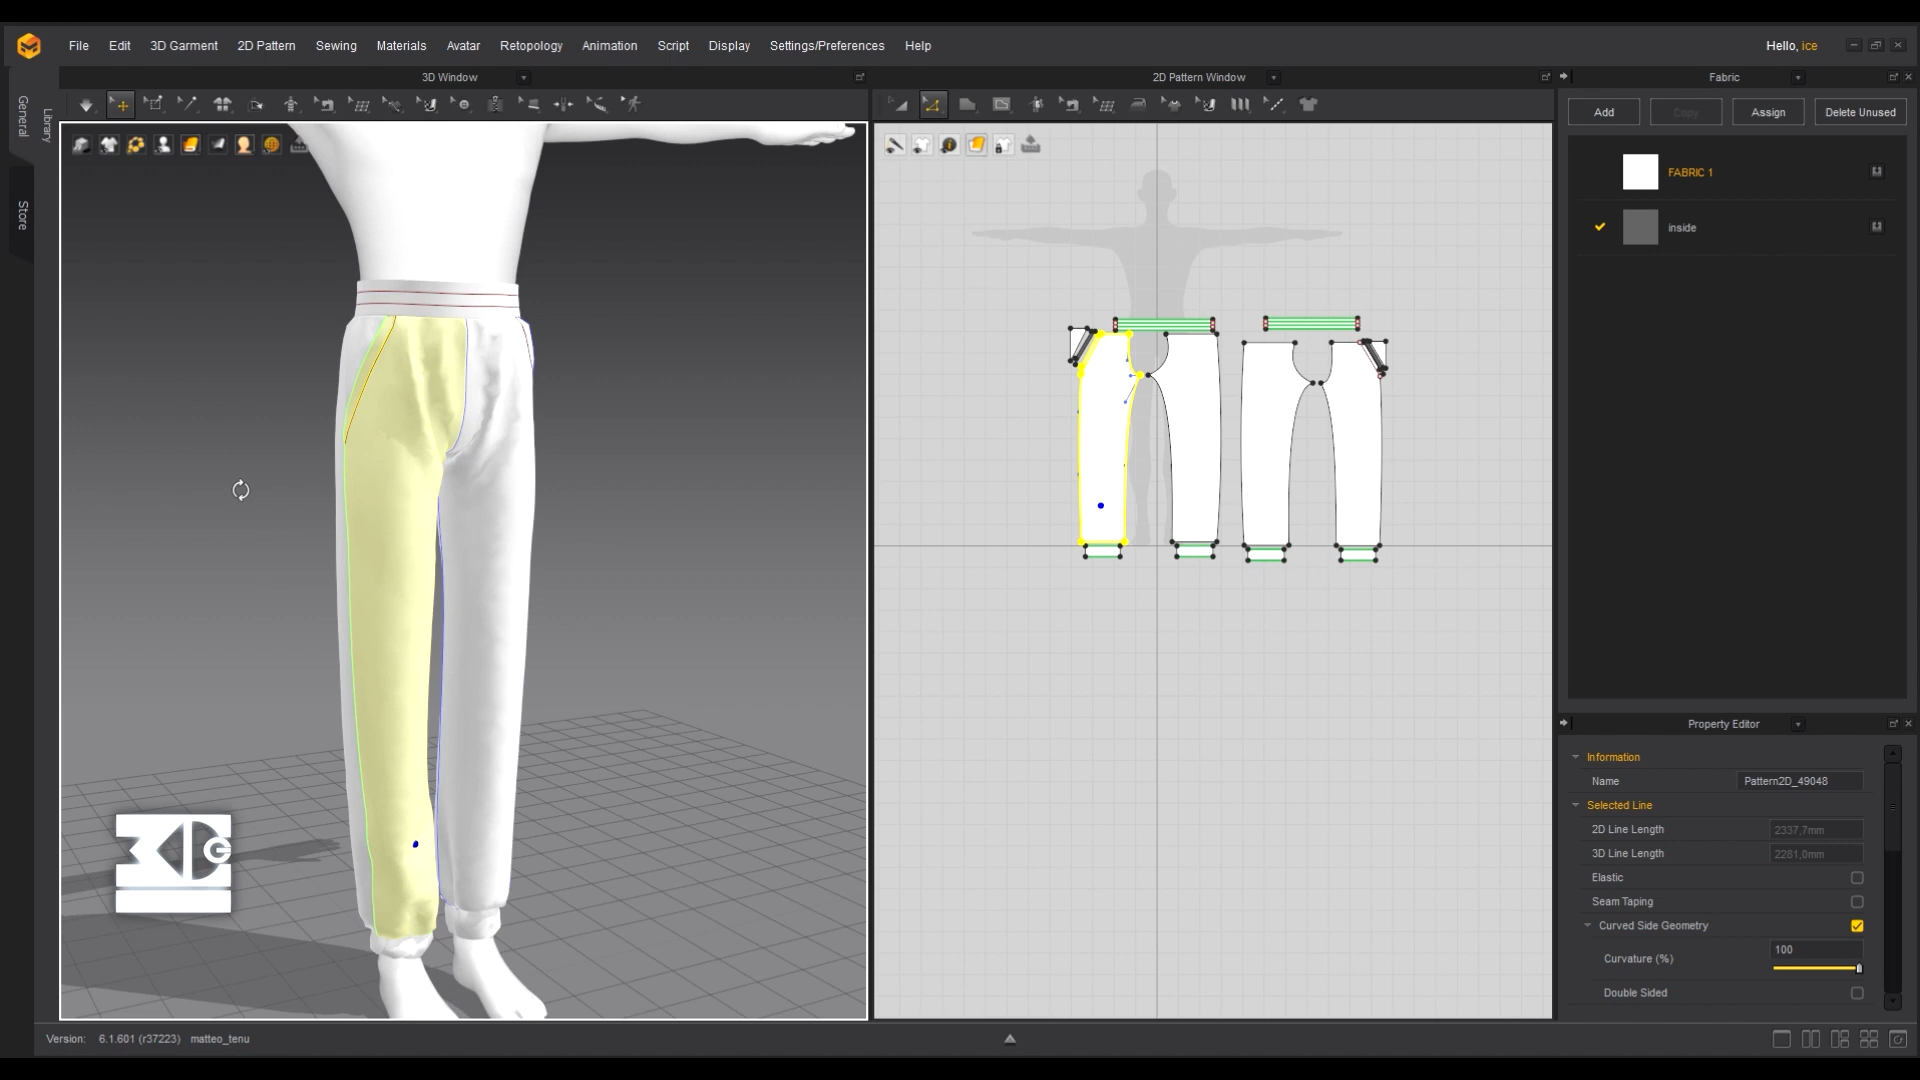 File Edit 3D Garment 2D Pattern Sewing Materials Avatar Retopology Animation Script Display Settings/Preferences Help
Hello, ice
General
Library
Store
3D Window
2D Pattern Window
Fabric
Add Copy Assign Delete Unused
FABRIC 1
inside
Property Editor
Information
Name Pattern2D_49048
Selected Line
2D Line Length 2337,7mm
3D Line Length 2281,0mm
Elastic
Seam Taping
Curved Side Geometry
Curvature (%) 100
Double Sided
Version: 6.1.601 (r37223) matteo_tenu